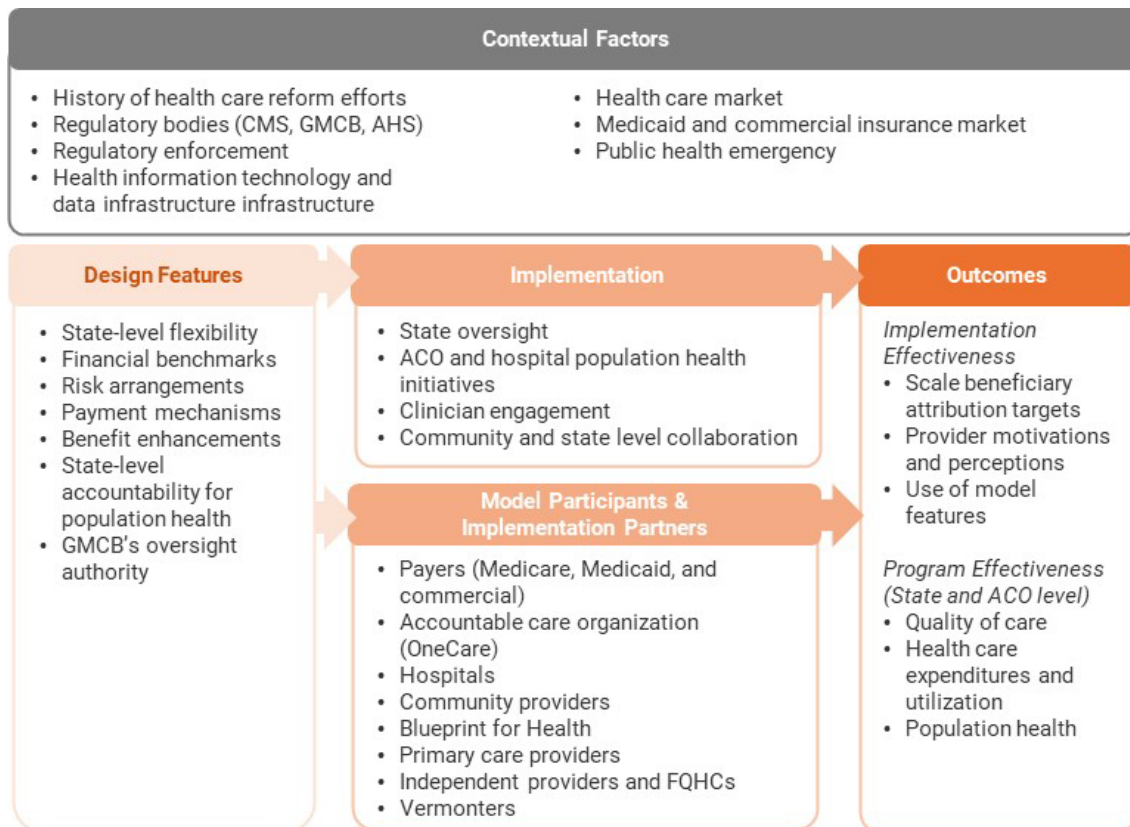 Contextual Factors
• History of health care reform efforts
• Regulatory bodies (CMS, GMCB, AHS)
• Regulatory enforcement
• Health information technology and
data infrastructure infrastructure
• Health care market
• Medicaid and commercial insurance market
• Public health emergency
Design Features
• State-level flexibility
• Financial benchmarks
• Risk arrangements
• Payment mechanisms
• Benefit enhancements
• State-level
accountability for
population health
• GMCB's oversight
authority
Implementation
• State oversight
• ACO and hospital population health
initiatives
• Clinician engagement
• Community and state level collaboration
Model Participants &
Implementation Partners
• Payers (Medicare, Medicaid, and
commercial)
• Accountable care organization
(OneCare)
• Hospitals
• Community providers
• Blueprint for Health
• Primary care providers
• Independent providers and FQHCs
• Vermonters
Outcomes
Implementation
Effectiveness
• Scale beneficiary
attribution targets
• Provider motivations
and perceptions
• Use of model
features
Program Effectiveness
(State and ACO level)
• Quality of care
• Health care
expenditures and
utilization
• Population health